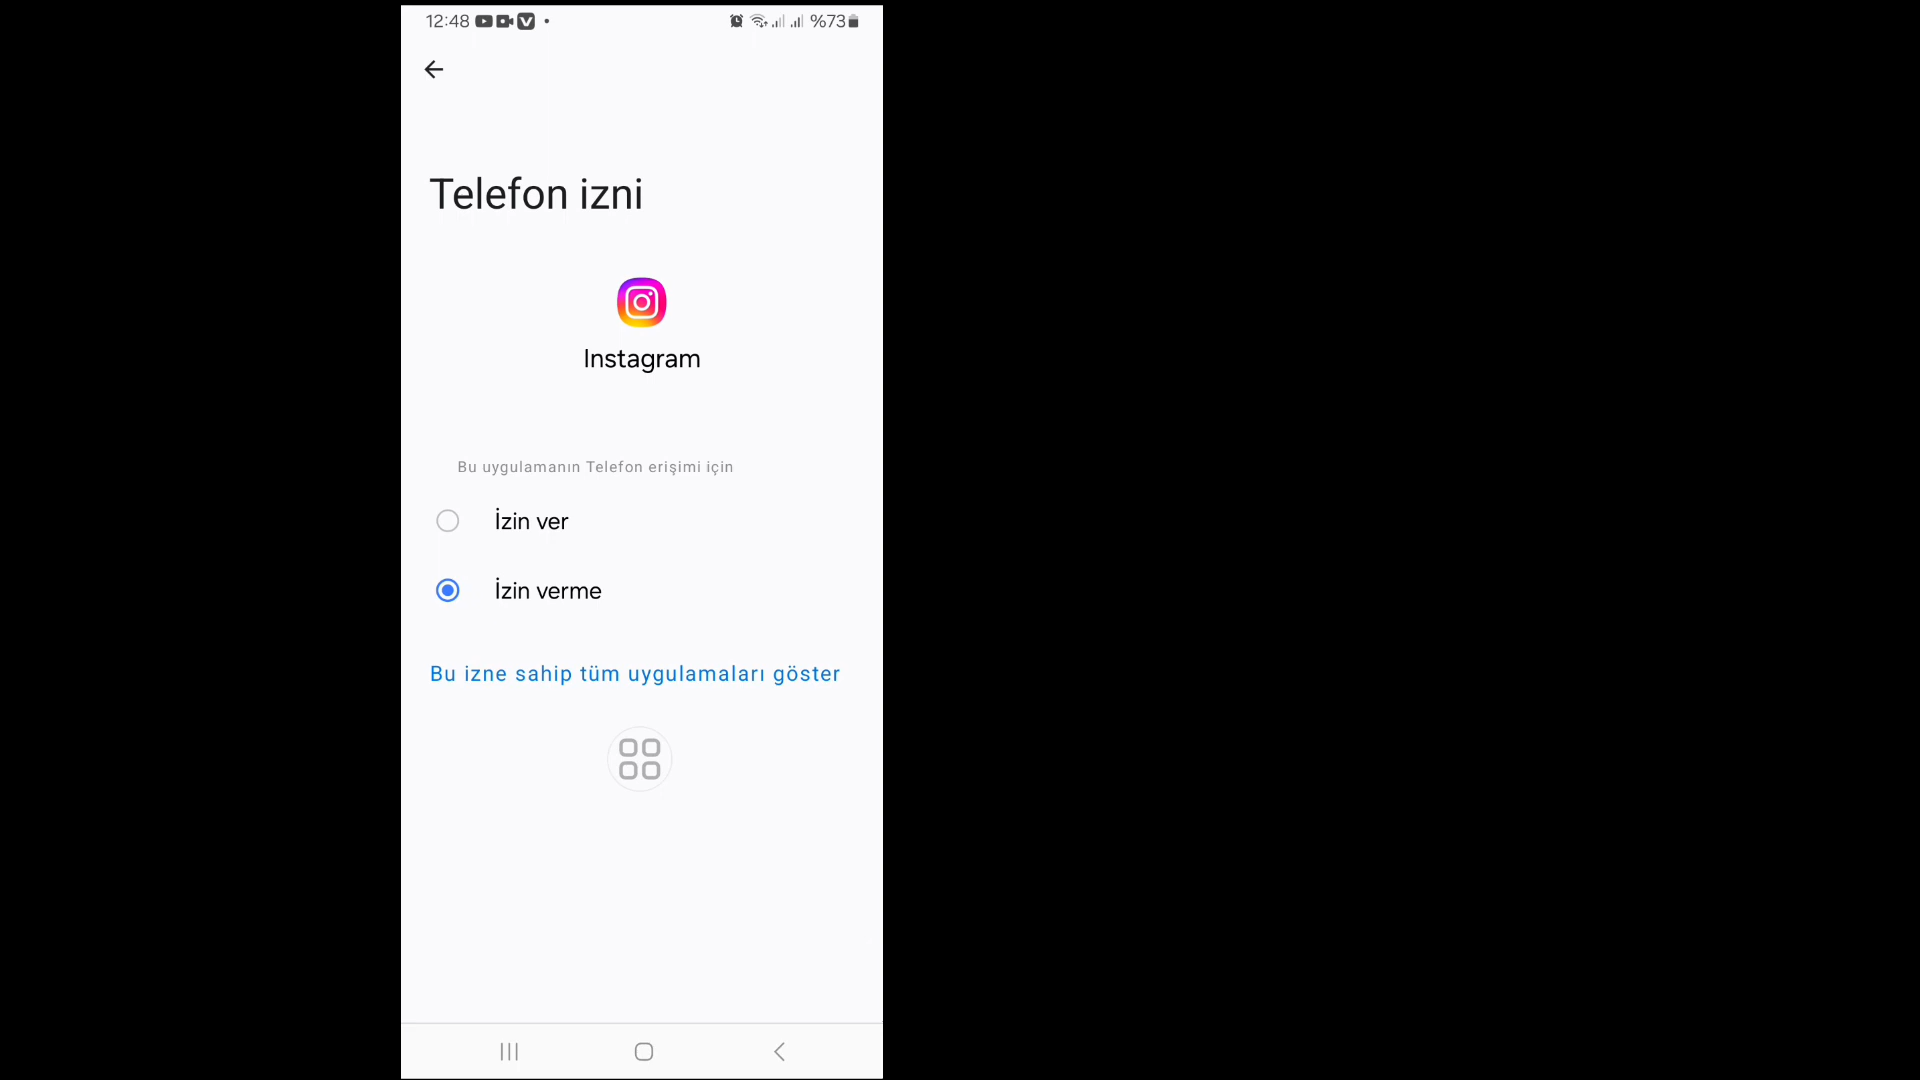 12:48 %73
Telefon izni
Instagram
Bu uygulamanın Telefon erişimi için
İzin ver
İzin verme
Bu izne sahip tüm uygulamaları göster